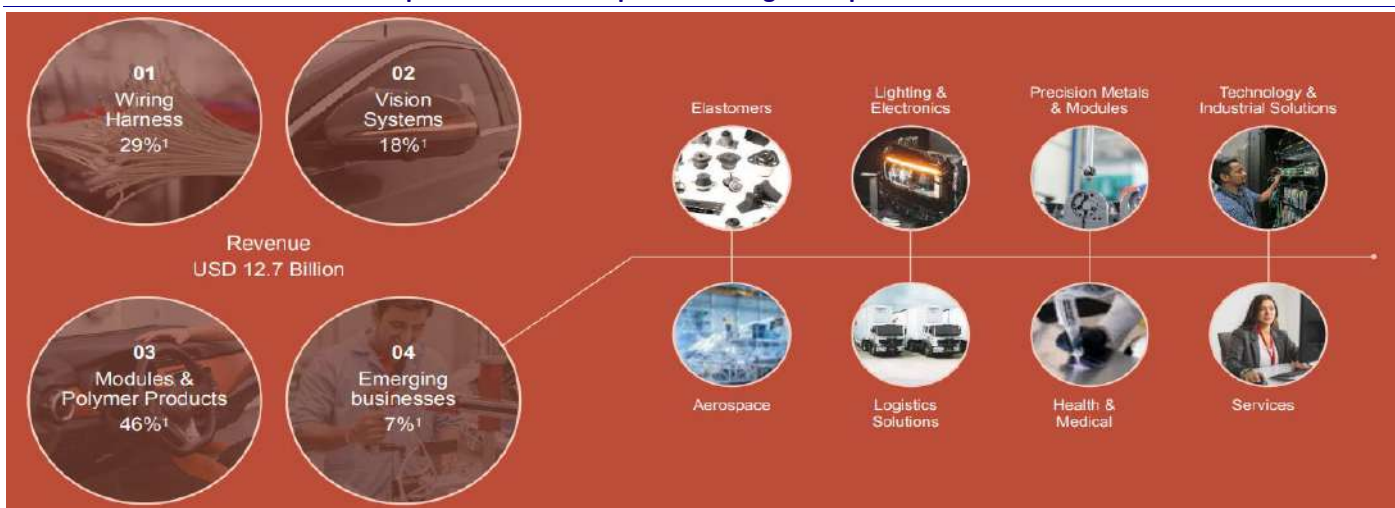 01
Wiring
Harness
29%¹
02
Vision
Systems
18%¹
Revenue
USD 12.7 Billion
03
Modules &
Polymer Products
46%¹
04
Emerging
businesses
7%¹
Elastomers
Lighting &
Electronics
Precision Metals
& Modules
Technology &
Industrial Solutions
Aerospace
Logistics
Solutions
Health &
Medical
Services